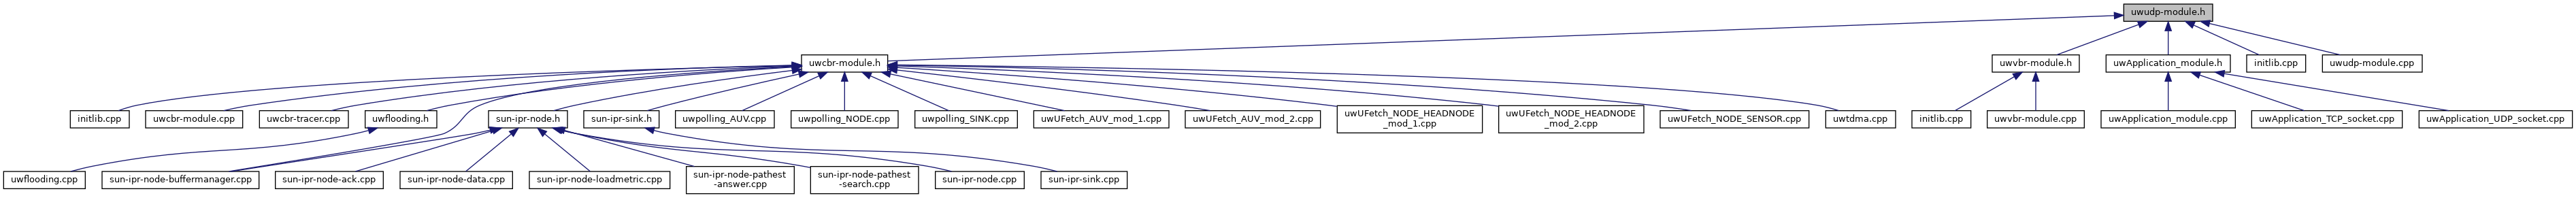 uwudp-module.h
uwcbr-module.h
uwvbr-module.h
uwApplication_module.h
initlib.cpp
uwudp-module.cpp
initlib.cpp
uwcbr-module.cpp
uwcbr-tracer.cpp
uwflooding.h
sun-ipr-node.h
sun-ipr-sink.h
uwpolling_AUV.cpp
uwpolling_NODE.cpp
uwpolling_SINK.cpp
uwUFetch_AUV_mod_1.cpp
uwUFetch_AUV_mod_2.cpp
uwUFetch_NODE_HEADNODE
_mod_1.cpp
uwUFetch_NODE_HEADNODE
_mod_2.cpp
uwUFetch_NODE_SENSOR.cpp
uwtdma.cpp
initlib.cpp
uwvbr-module.cpp
uwApplication_module.cpp
uwApplication_TCP_socket.cpp
uwApplication_UDP_socket.cpp
uwflooding.cpp
sun-ipr-node-buffermanager.cpp
sun-ipr-node-ack.cpp
sun-ipr-node-data.cpp
sun-ipr-node-loadmetric.cpp
sun-ipr-node-pathest
-answer.cpp
sun-ipr-node-pathest
-search.cpp
sun-ipr-node.cpp
sun-ipr-sink.cpp